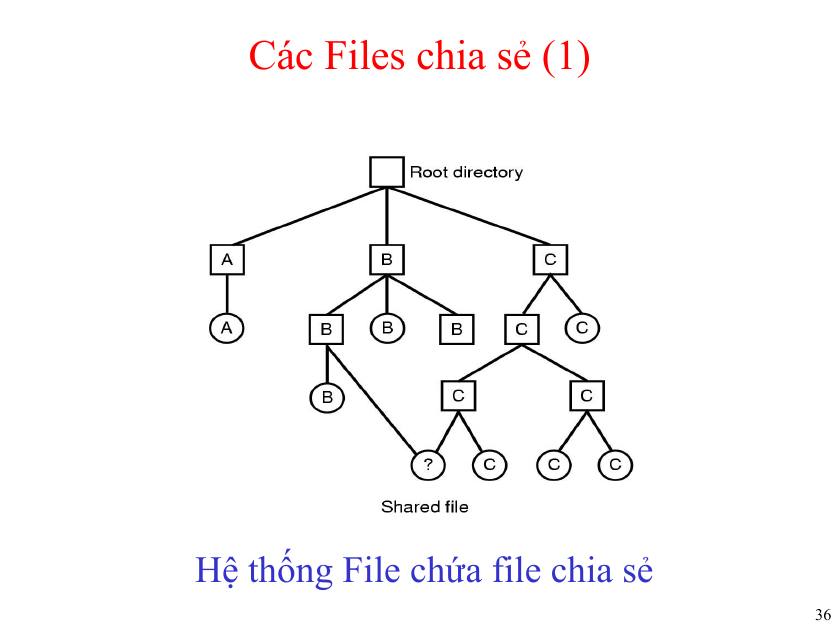 Các Files chia sẻ (1)
Root directory
A B C
A B B B C C
B C C
? C C C
Shared file
Hệ thống File chứa file chia sẻ
36